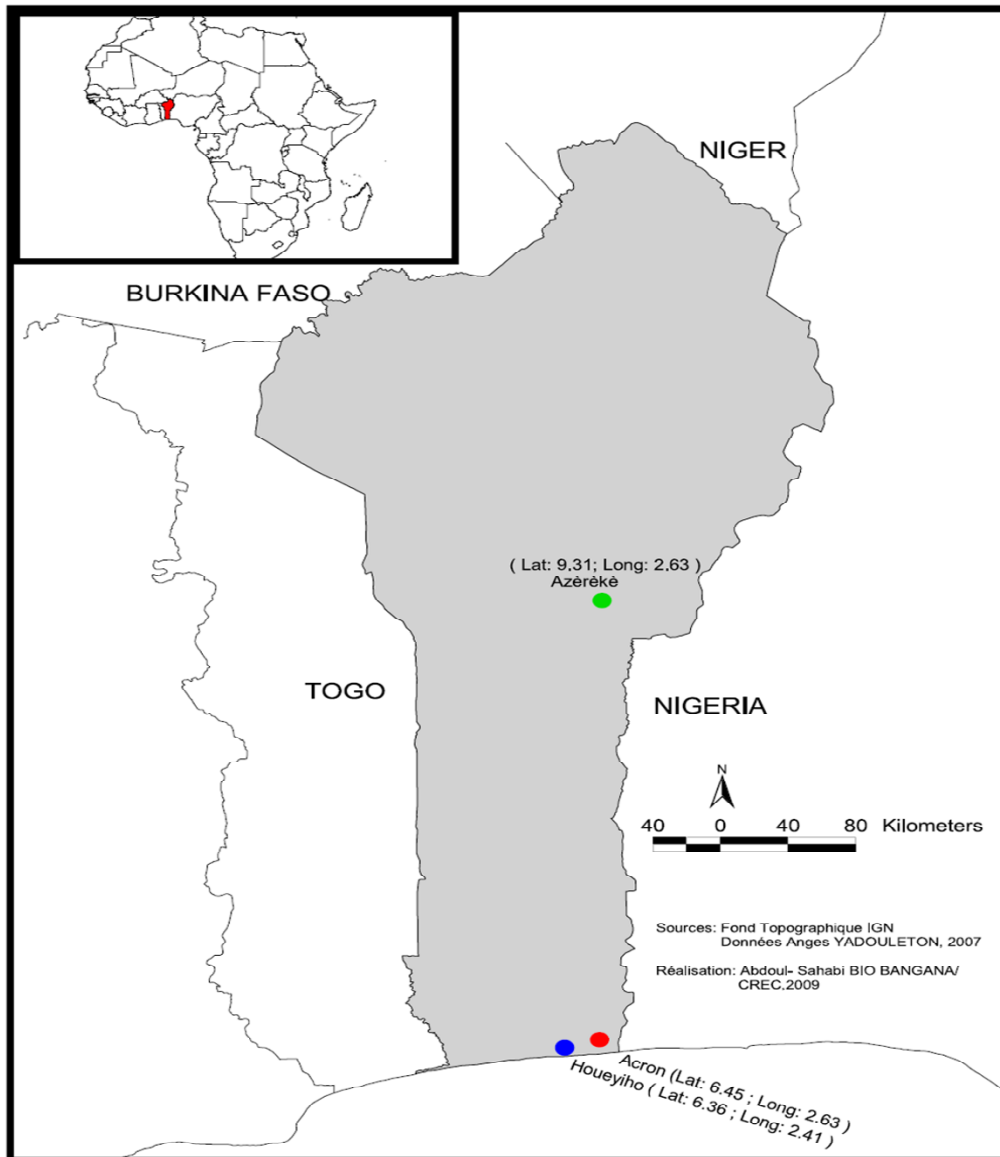 NIGER
BURKINA FASO
( Lat: 9.31; Long: 2.63 )
Azèrèkè
TOGO
NIGERIA
N
40 0 40 80 Kilometers
Sources: Fond Topographique IGN
Données Anges YADOULETON, 2007
Réalisation: Abdoul- Sahabi BIO BANGANA/
CREC,2009
Acron (Lat: 6.45 ; Long: 2.63 )
Houeyiho ( Lat: 6.36 ; Long: 2.41 )